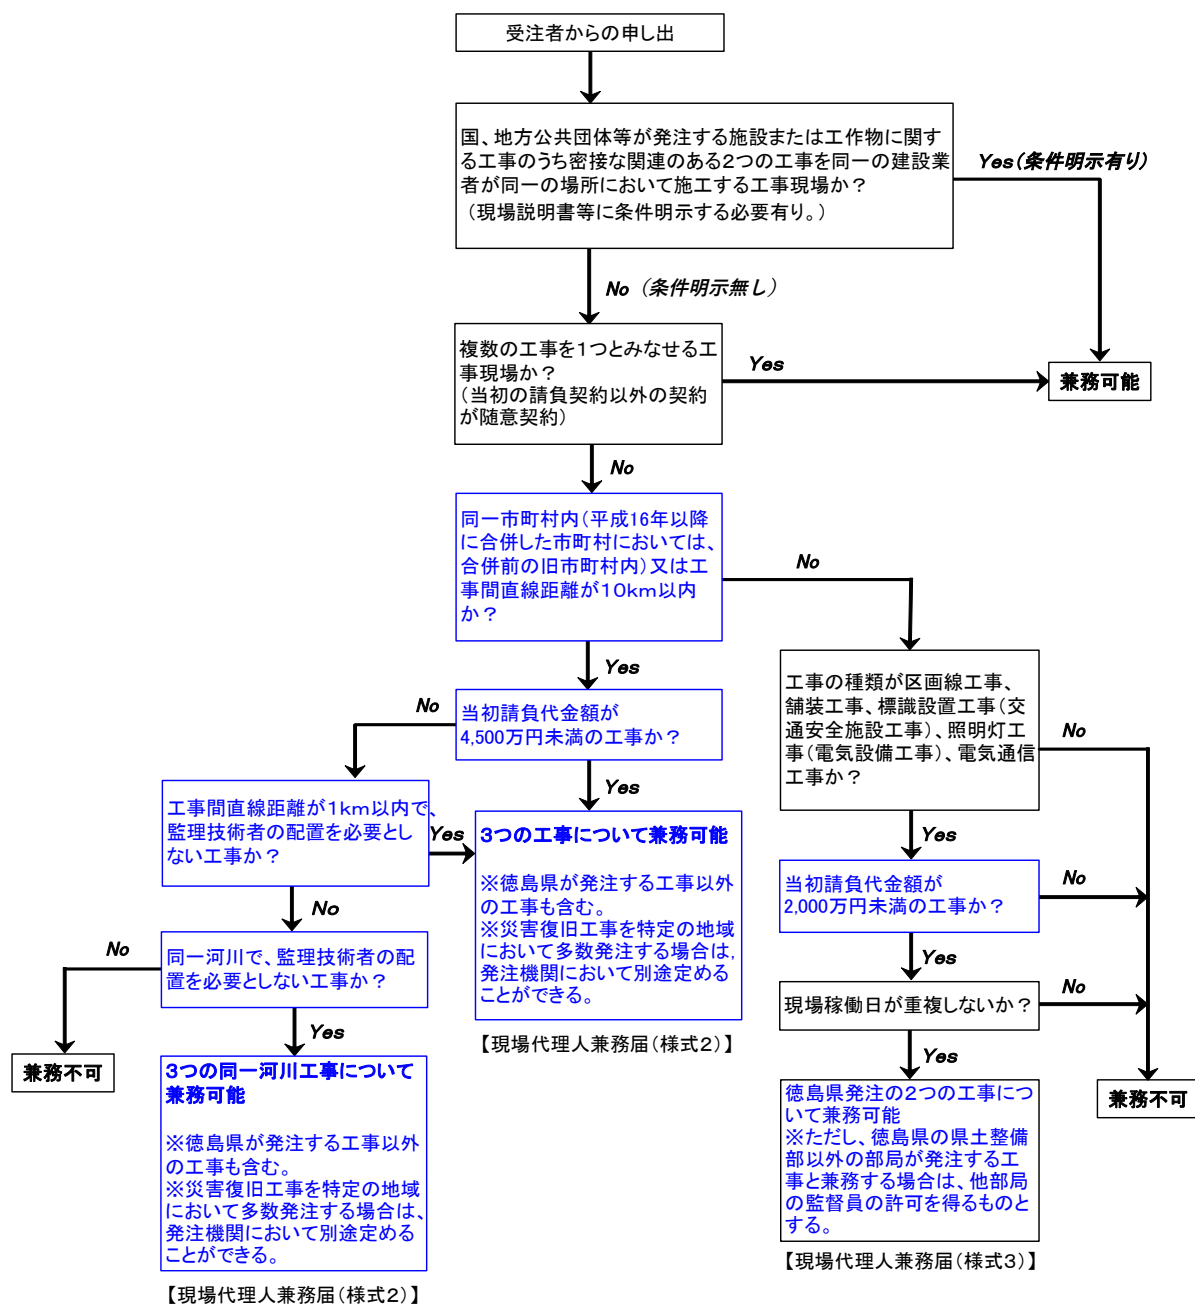 受注者からの申し出
国、地方公共団体等が発注する施設または工作物に関
する工事のうち密接な関連のある2つの工事を同一の建設業
者が同一の場所において施工する工事現場か？
（現場説明書等に条件明示する必要有り。）
Yes（条件明示有り）
No（条件明示無し）
複数の工事を1つとみなせる工
事現場か？
（当初の請負契約以外の契約
が随意契約）
Yes
兼務可能
No
同一市町村内（平成16年以降
に合併した市町村においては、
合併前の旧市町村内）又は工
事間直線距離が10km以内
か？
No
Yes
工事の種類が区画線工事、
舗装工事、標識設置工事（交
通安全施設工事）、照明灯工
事（電気設備工事）、電気通信
工事か？
No
当初請負代金額が
4,500万円未満の工事か？
No
Yes
工事間直線距離が1km以内で、
監理技術者の配置を必要とし
ない工事か？
Yes
3つの工事について兼務可能
※徳島県が発注する工事以外
の工事も含む。
※災害復旧工事を特定の地域
において多数発注する場合は、
発注機関において別途定める
ことができる。
【現場代理人兼務届（様式2）】
Yes
当初請負代金額が
2,000万円未満の工事か？
No
No
同一河川で、監理技術者の配
置を必要としない工事か？
No
Yes
現場稼働日が重複しないか？
No
Yes
兼務不可
Yes
3つの同一河川工事について
兼務可能
※徳島県が発注する工事以外
の工事も含む。
※災害復旧工事を特定の地域
において多数発注する場合は、
発注機関において別途定める
ことができる。
【現場代理人兼務届（様式2）】
徳島県発注の2つの工事につ
いて兼務可能
※ただし、徳島県の県土整備
部以外の部局が発注する工
事と兼務する場合は、他部局
の監督員の許可を得るものと
する。
【現場代理人兼務届（様式3）】
兼務不可